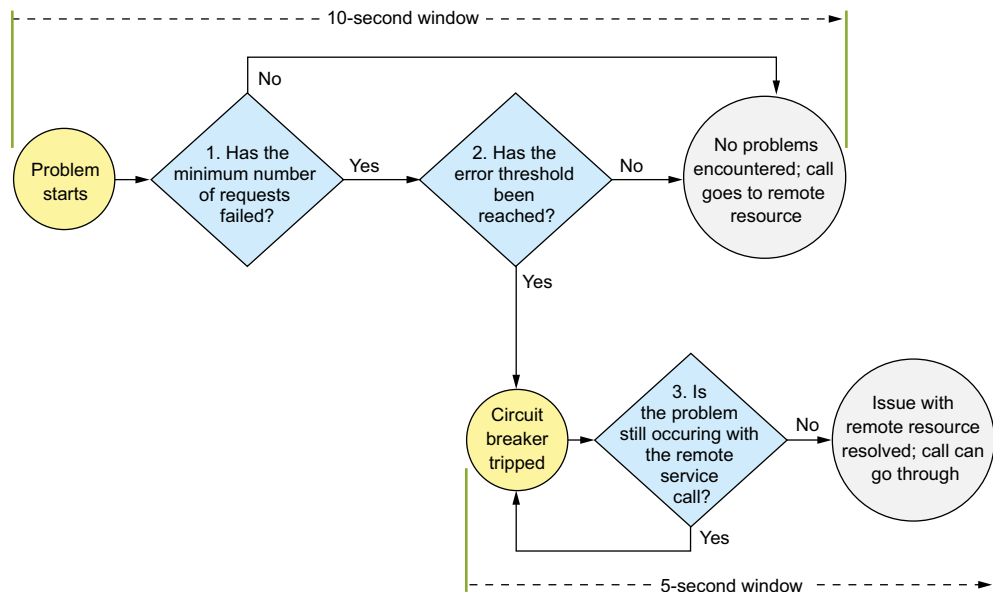 10-second window
No
Problem
starts
1. Has the
minimum number
of requests
failed?
Yes
2. Has the
error threshold
been
reached?
No
No problems
encountered; call
goes to remote
resource
Yes
Circuit
breaker
tripped
3. Is
the problem
still occuring with
the remote
service
call?
No
Issue with
remote resource
resolved; call can
go through
Yes
5-second window